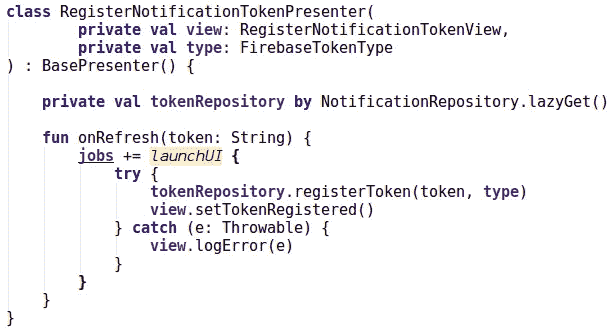 class RegisterNotificationTokenPresenter(
        private val view: RegisterNotificationTokenView,
        private val type: FirebaseTokenType
) : BasePresenter() {

    private val tokenRepository by NotificationRepository.lazyGet()

    fun onRefresh(token: String) {
        jobs += launchUI {
            try {
                tokenRepository.registerToken(token, type)
                view.setTokenRegistered()
            } catch (e: Throwable) {
                view.logError(e)
            }
        }
    }
}